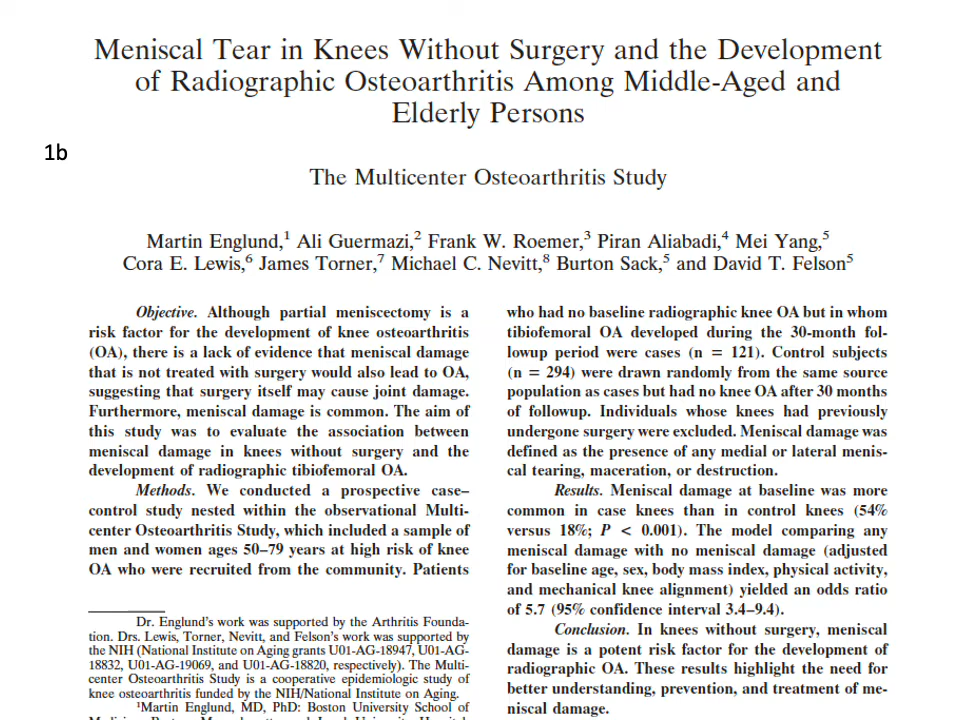 Meniscal Tear in Knees Without Surgery and the Development
of Radiographic Osteoarthritis Among Middle-Aged and
Elderly Persons
1b
The Multicenter Osteoarthritis Study
Martin Englund,1 Ali Guermazi,2 Frank W. Roemer,3 Piran Aliabadi,4 Mei Yang,5
Cora E. Lewis,6 James Torner,7 Michael C. Nevitt,8 Burton Sack,5 and David T. Felson5
Objective. Although partial meniscectomy is a
risk factor for the development of knee osteoarthritis
(OA), there is a lack of evidence that meniscal damage
that is not treated with surgery would also lead to OA,
suggesting that surgery itself may cause joint damage.
Furthermore, meniscal damage is common. The aim of
this study was to evaluate the association between
meniscal damage in knees without surgery and the
development of radiographic tibiofemoral OA.
Methods. We conducted a prospective case–
control study nested within the observational Multi-
center Osteoarthritis Study, which included a sample of
men and women ages 50–79 years at high risk of knee
OA who were recruited from the community. Patients
Dr. Englund's work was supported by the Arthritis Founda-
tion. Drs. Lewis, Torner, Nevitt, and Felson's work was supported by
the NIH (National Institute on Aging grants U01-AG-18947, U01-AG-
18832, U01-AG-19069, and U01-AG-18820, respectively). The Multi-
center Osteoarthritis Study is a cooperative epidemiologic study of
knee osteoarthritis funded by the NIH/National Institute on Aging.
1Martin Englund, MD, PhD: Boston University School of
who had no baseline radiographic knee OA but in whom
tibiofemoral OA developed during the 30-month fol-
lowup period were cases (n = 121). Control subjects
(n = 294) were drawn randomly from the same source
population as cases but had no knee OA after 30 months
of followup. Individuals whose knees had previously
undergone surgery were excluded. Meniscal damage was
defined as the presence of any medial or lateral menis-
cal tearing, maceration, or destruction.
Results. Meniscal damage at baseline was more
common in case knees than in control knees (54%
versus 18%; P < 0.001). The model comparing any
meniscal damage with no meniscal damage (adjusted
for baseline age, sex, body mass index, physical activity,
and mechanical knee alignment) yielded an odds ratio
of 5.7 (95% confidence interval 3.4–9.4).
Conclusion. In knees without surgery, meniscal
damage is a potent risk factor for the development of
radiographic OA. These results highlight the need for
better understanding, prevention, and treatment of me-
niscal damage.